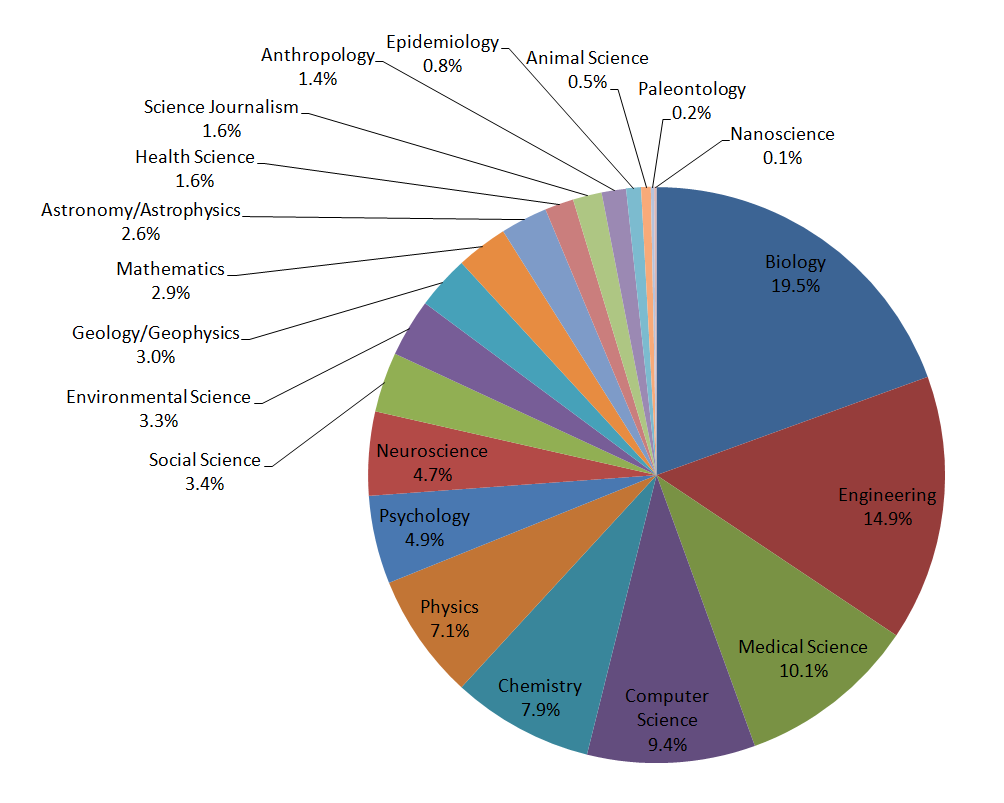 Epidemiology
0.8%
Anthropology
1.4%
Animal Science
0.5%
Paleontology
0.2%
Nanoscience
0.1%
Science Journalism
1.6%
Health Science
1.6%
Astronomy/Astrophysics
2.6%
Mathematics
2.9%
Geology/Geophysics
3.0%
Environmental Science
3.3%
Social Science
3.4%
Neuroscience
4.7%
Psychology
4.9%
Physics
7.1%
Chemistry
7.9%
Computer
Science
9.4%
Medical Science
10.1%
Engineering
14.9%
Biology
19.5%